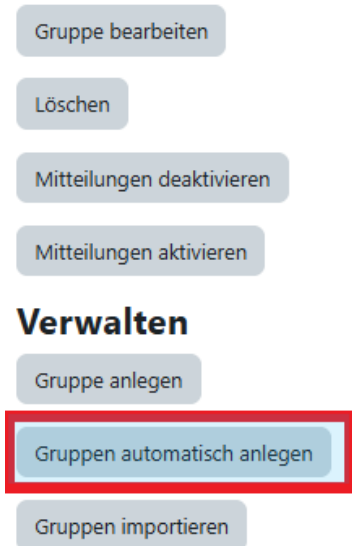 Gruppe bearbeiten
Löschen
Mitteilungen deaktivieren
Mitteilungen aktivieren
Verwalten
Gruppe anlegen
Gruppen automatisch anlegen
Gruppen importieren